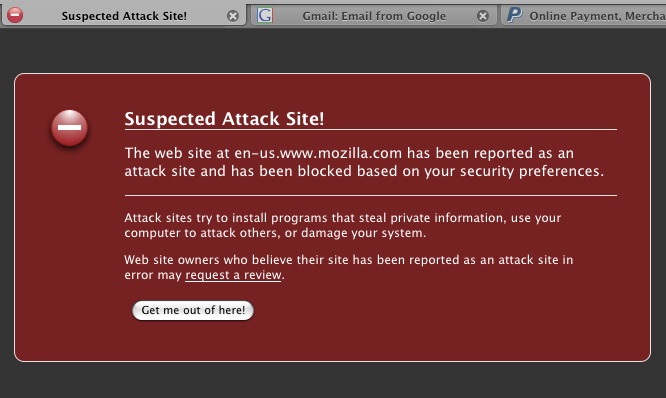 Suspected Attack Site!
Gmail: Email from Google
Online Payment, Mercha
Suspected Attack Site!
The web site at en-us.www.mozilla.com has been reported as an
attack site and has been blocked based on your security preferences.
Attack sites try to install programs that steal private information, use your
computer to attack others, or damage your system.
Web site owners who believe their site has been reported as an attack site in
error may request a review.
Get me out of here!